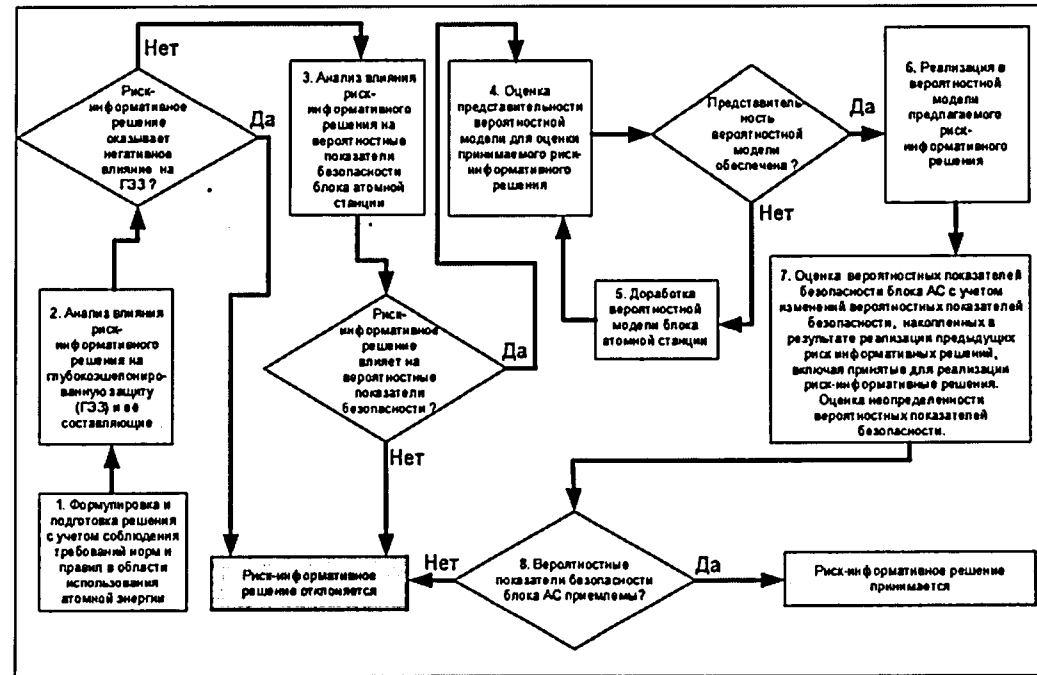 1. Формулировка и
подготовка решения
с учетом соблюдения
требований норм и
правил в области
использования
атомной энергии
2. Анализ влияния
риск-
информативного
решения на
глубокоэшелониро-
ванную защиту
(ГЭЗ) и её
составляющие
Риск-
информативное
решение
оказывает
негативное
влияние на
ГЭЗ ?
Нет
Да
3. Анализ влияния
риск-
информативного
решения на
вероятностные
показатели
безопасности
блока атомной
станции
Риск-
информативное
решение
влияет на
вероятностные
показатели
безопасности ?
Да
Нет
4. Оценка
представительности
вероятностной
модели для оценки
принимаемого риск-
информативного
решения
Представитель-
ность
вероятностной
модели
обеспечена ?
Да
Нет
5. Доработка
вероятностной
модели блока
атомной станции
6. Реализация в
вероятностной
модели
предлагаемого
риск-
информативного
решения
7. Оценка вероятностных показателей
безопасности блока АС с учетом
изменений вероятностных показателей
безопасности, накопленных в
результате реализации предыдущих
риск информативных решений,
включая принятые для реализации
риск-информативные решения.
Оценка неопределенности
вероятностных показателей
безопасности.
8. Вероятностные
показатели безопасности
блока АС приемлемы?
Нет
Да
Риск-информативное
решение отклоняется
Риск-информативное решение
принимается